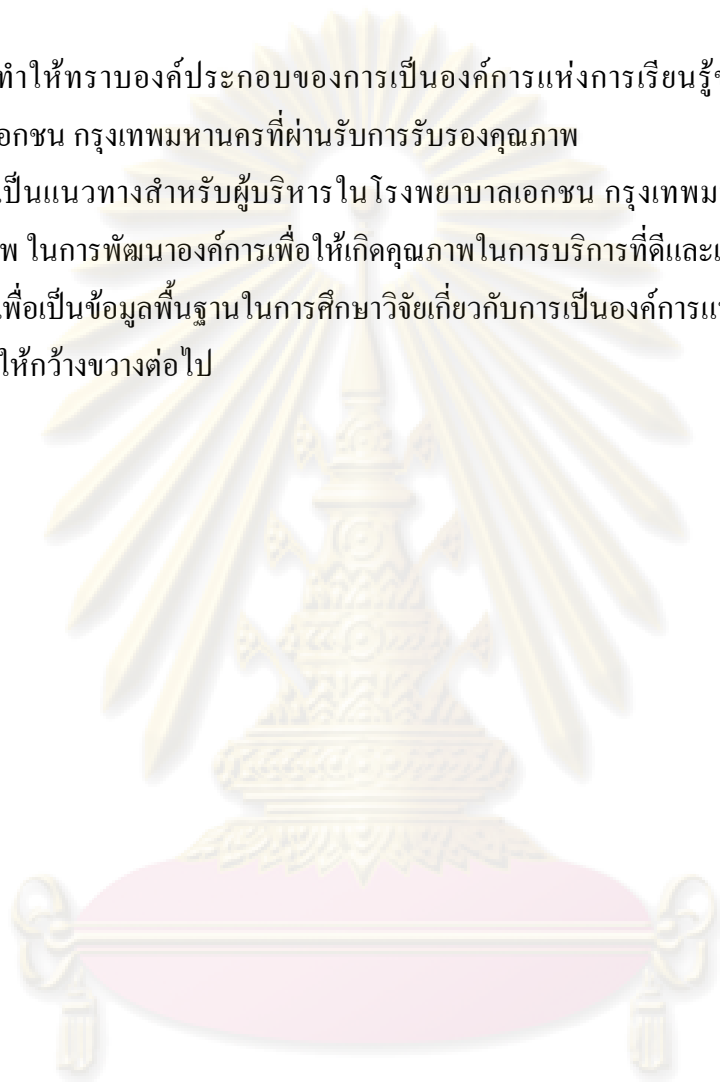 ทำให้ทราบองค์ประกอบของการเป็นองค์การแห่งการเรียนรู้
เอกชน กรุงเทพมหานครที่ผ่านรับการรับรองคุณภาพ
เป็นแนวทางสำหรับผู้บริหารในโรงพยาบาลเอกชน กรุงเทพม
พ ในการพัฒนาองค์การเพื่อให้เกิดคุณภาพในการบริการที่ดีและ
เพื่อเป็นข้อมูลพื้นฐานในการศึกษาวิจัยเกี่ยวกับการเป็นองค์การแ
ให้กว้างขวางต่อไป